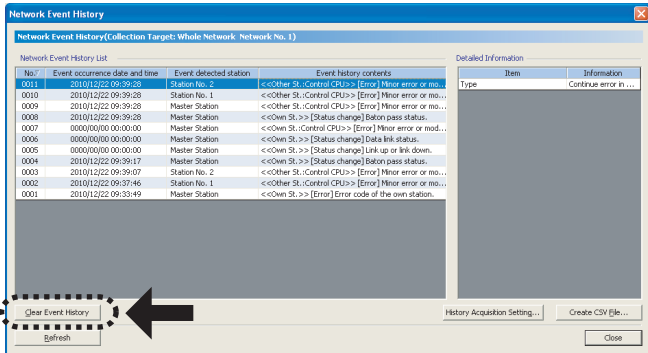 Network Event History
Network Event History(Collection Target: Whole Network Network No. 1)
Network Event History List
No. Event occurrence date and time Event detected station Event history contents
0011 2010/12/22 09:39:28 Station No. 2 <<Other St.:Control CPU>> [Error] Minor error or mo...
0010 2010/12/22 09:39:28 Station No. 1 <<Other St.:Control CPU>> [Error] Minor error or mo...
0009 2010/12/22 09:39:28 Master Station <<Other St.:Control CPU>> [Error] Minor error or mo...
0008 2010/12/22 09:39:28 Master Station <<Own St.>> [Status change] Baton pass status.
0007 0000/00/00 00:00:00 Master Station <<Own St.:Control CPU>> [Error] Minor error or mod...
0006 0000/00/00 00:00:00 Master Station <<Own St.>> [Status change] Data link status.
0005 0000/00/00 00:00:00 Master Station <<Own St.>> [Status change] Link up or link down.
0004 2010/12/22 09:39:17 Master Station <<Own St.>> [Status change] Baton pass status.
0003 2010/12/22 09:39:07 Station No. 2 <<Other St.:Control CPU>> [Error] Minor error or mo...
0002 2010/12/22 09:37:46 Station No. 1 <<Other St.:Control CPU>> [Error] Minor error or mo...
0001 2010/12/22 09:33:49 Master Station <<Own St.>> [Error] Error code of the own station.
Detailed Information
Item Information
Type Continue error in ...
Clear Event History
History Acquisition Setting...
Create CSV File...
Refresh
Close